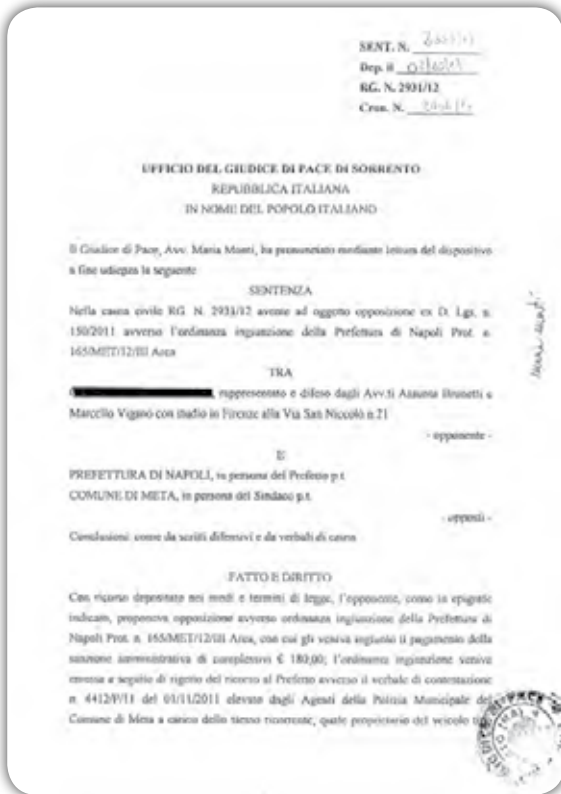 SENT. N.
Dep. il
RG. N. 2931/12
Cron. N.
UFFICIO DEL GIUDICE DI PACE DI SORRENTO
REPUBBLICA ITALIANA
IN NOME DEL POPOLO ITALIANO
Il Giudice di Pace, Avv. Maria Monti, ha pronunciato mediante lettura del dispositivo
a fine udienza la seguente
SENTENZA
Nella causa civile RG. N. 2931/12 avente ad oggetto opposizione ex D. Lgs. n.
150/2011 avverso l'ordinanza ingiunzione della Prefettura di Napoli Prot. n.
165/MET/12/III Area
TRA
, rappresentato e difeso dagli Avv.ti Assunta Brunetti e
Marcello Vigano con studio in Firenze alla Via San Niccolò n.21
- opponente -
E
PREFETTURA DI NAPOLI, in persona del Prefetto p.t.
COMUNE DI META, in persona del Sindaco p.t.
- opposti -
Conclusioni: come da scritti difensivi e da verbali di causa
FATTO E DIRITTO
Con ricorso depositato nei modi e termini di legge, l'opponente, come in epigrafe
indicato, proponeva opposizione avverso ordinanza ingiunzione della Prefettura di
Napoli Prot. n. 165/MET/12/III Area, con cui gli veniva ingiunto il pagamento della
sanzione amministrativa di complessivi € 180,00; l'ordinanza ingiunzione veniva
emessa a seguito di rigetto del ricorso al Prefetto avverso il verbale di contestazione
n. 4412/P/11 del 01/11/2011 elevato dagli Agenti della Polizia Municipale del
Comune di Meta a carico dello stesso ricorrente, quale proprietario del veicolo